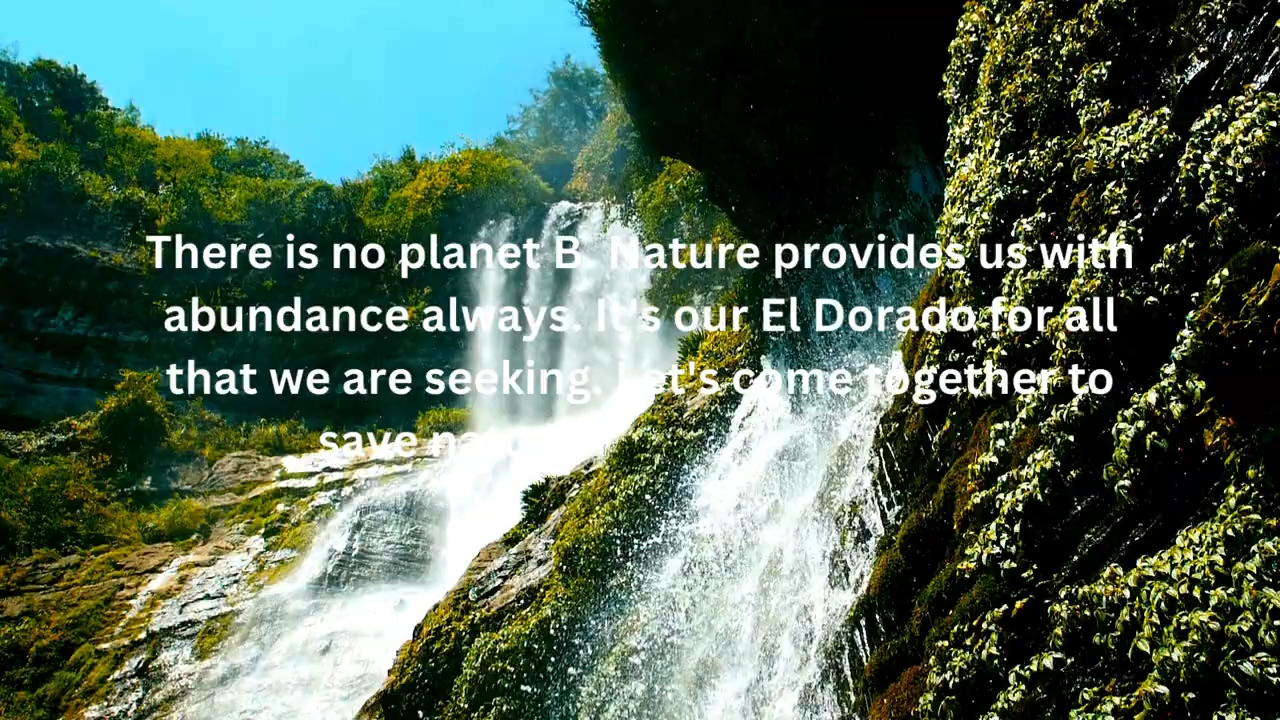 There is no planet B. Nature provides us with
abundance always. It's our El Dorado for all
that we are seeking. Let's come together to
save